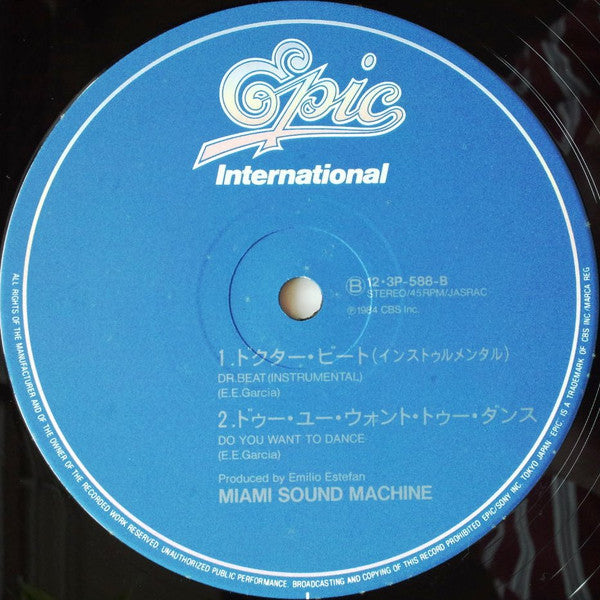 Epic
International
Ⓑ 12・3P-588-B
STEREO/45RPM/JASRAC
Ⓟ1984 CBS Inc.
1.ドクター・ビート(インストゥルメンタル)
DR.BEAT(INSTRUMENTAL)
(E.E.Garcia)
2.ドゥー・ユー・ウォント・トゥー・ダンス
DO YOU WANT TO DANCE
(E.E.Garcia)
Produced by Emilio Estefan
MIAMI SOUND MACHINE
ALL RIGHTS OF THE MANUFACTURER AND OF THE OWNER OF THE RECORDED WORK RESERVED. UNAUTHORIZED PUBLIC PERFORMANCE. BROADCASTING AND COPYING OF THIS RECORD PROHIBITED EPIC/SONY INC. TOKYO JAPAN "EPIC" IS A TRADEMARK OF CBS INC./MARCA REG.